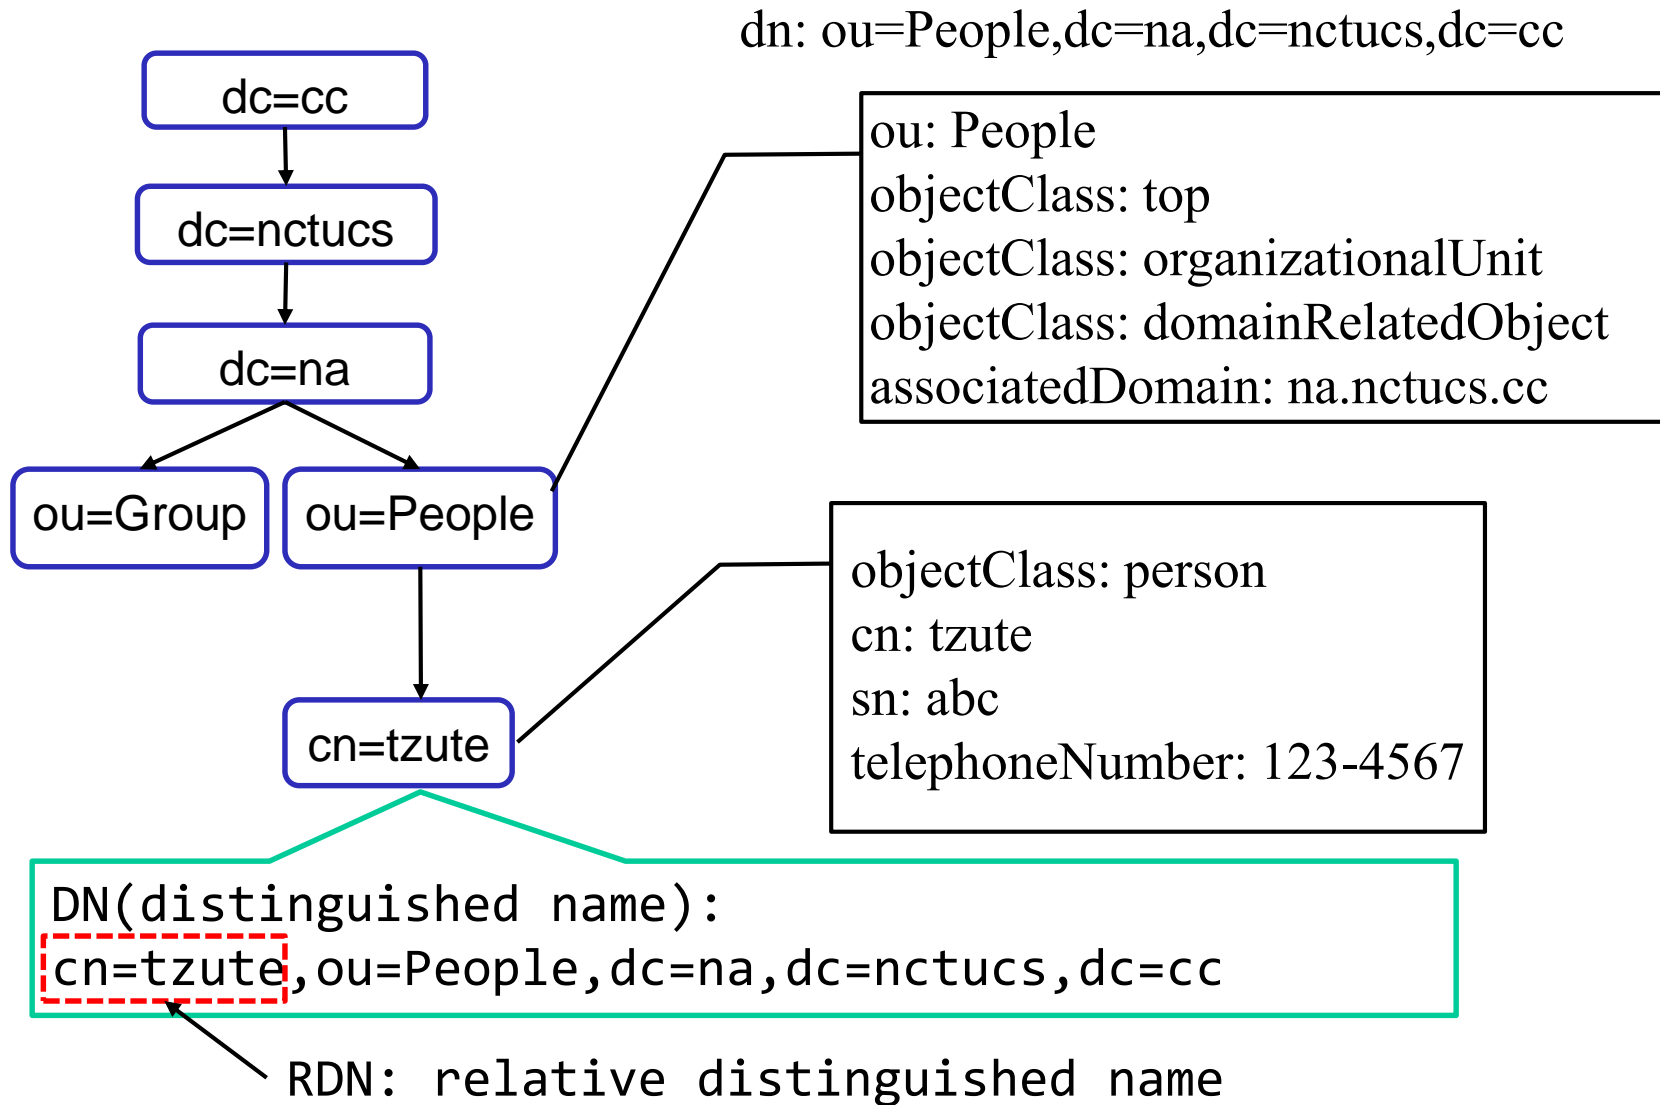 dn: ou=People,dc=na,dc=nctucs,dc=cc
dc=cc
dc=nctucs
dc=na
ou=Group
ou=People
cn=tzute
ou: People
objectClass: top
objectClass: organizationalUnit
objectClass: domainRelatedObject
associatedDomain: na.nctucs.cc
objectClass: person
cn: tzute
sn: abc
telephoneNumber: 123-4567
DN(distinguished name):
cn=tzute,ou=People,dc=na,dc=nctucs,dc=cc
RDN: relative distinguished name